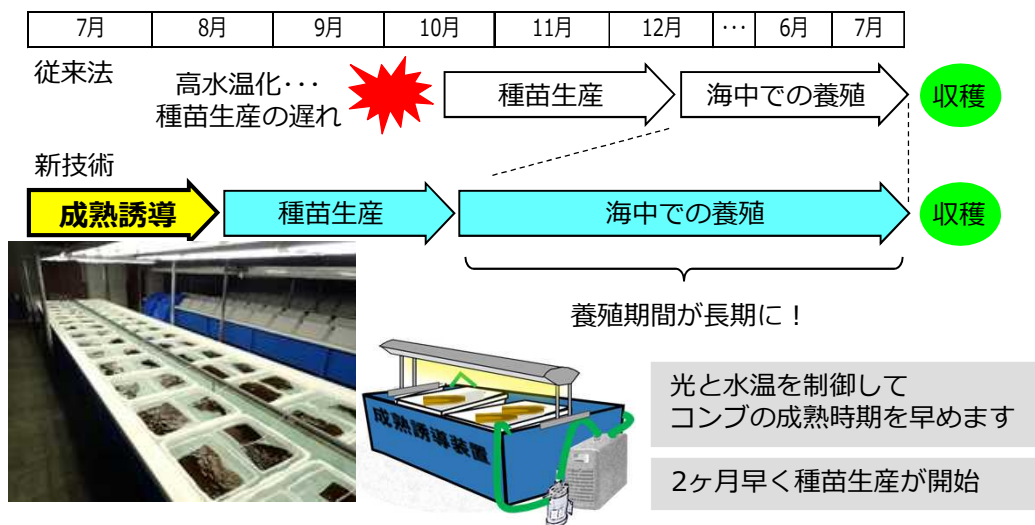 7月 8月 9月 10月 11月 12月 ･･･ 6月 7月
従来法
高水温化･･･
種苗生産の遅れ
種苗生産
海中での養殖
収穫
新技術
成熟誘導
種苗生産
海中での養殖
収穫
養殖期間が長期に！
成熟誘導装置
光と水温を制御して
コンブの成熟時期を早めます
2ヶ月早く種苗生産が開始